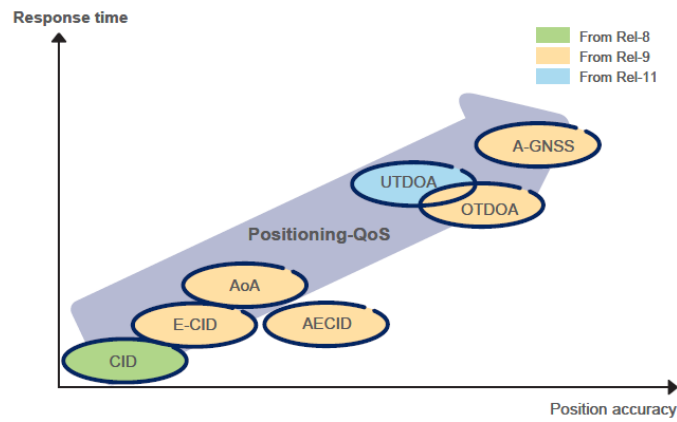 Response time
From Rel-8
From Rel-9
From Rel-11
A-GNSS
UTDOA
OTDOA
Positioning-QoS
AoA
E-CID
AECID
CID
Position accuracy